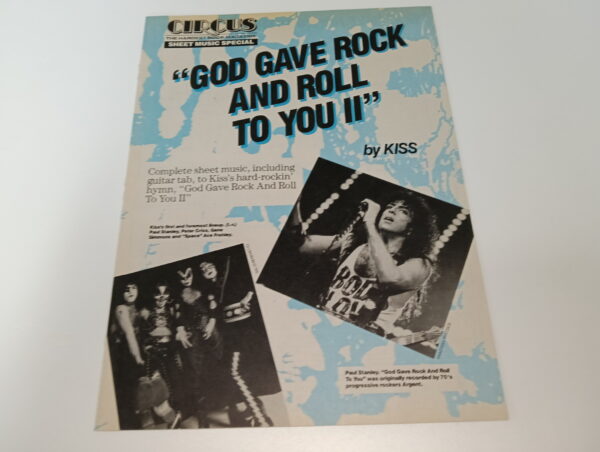 CIRCUS
THE HARD ROCK MAGAZINE
SHEET MUSIC SPECIAL
"GOD GAVE ROCK
AND ROLL
TO YOU II"
by KISS
Complete sheet music, including
guitar tab, to Kiss's hard-rockin'
hymn, "God Gave Rock And Roll
To You II"
Kiss's first and foremost lineup: (l.-r.)
Paul Stanley, Peter Criss, Gene
Simmons and "Space" Ace Frehley.
Paul Stanley: "God Gave Rock And Roll
To You" was originally recorded by 70's
progressive rockers Argent.